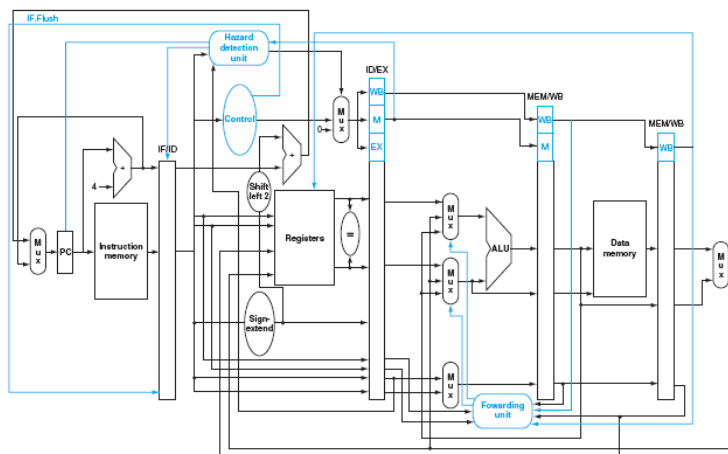 IF.Flush
Hazard
detection
unit
ID/EX
WB
MEM/WB
Control
M
u
x
M
WB
MEM/WB
0
IF/ID
EX
M
WB
4
Shift
left 2
M
u
x
PC
Instruction
memory
Registers
=
M
u
x
ALU
Data
memory
M
u
x
M
u
x
Sign-
extend
M
u
x
Fowarding
unit